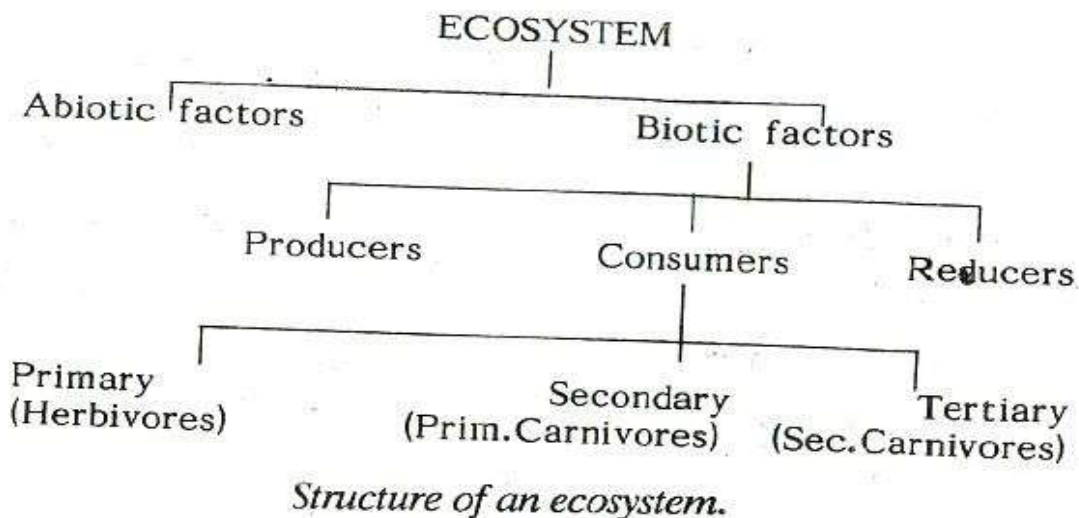 ECOSYSTEM
Abiotic factors
Biotic factors
Producers
Consumers
Reducers
Primary
(Herbivores)
Secondary
(Prim.Carnivores)
Tertiary
(Sec.Carnivores)
Structure of an ecosystem.